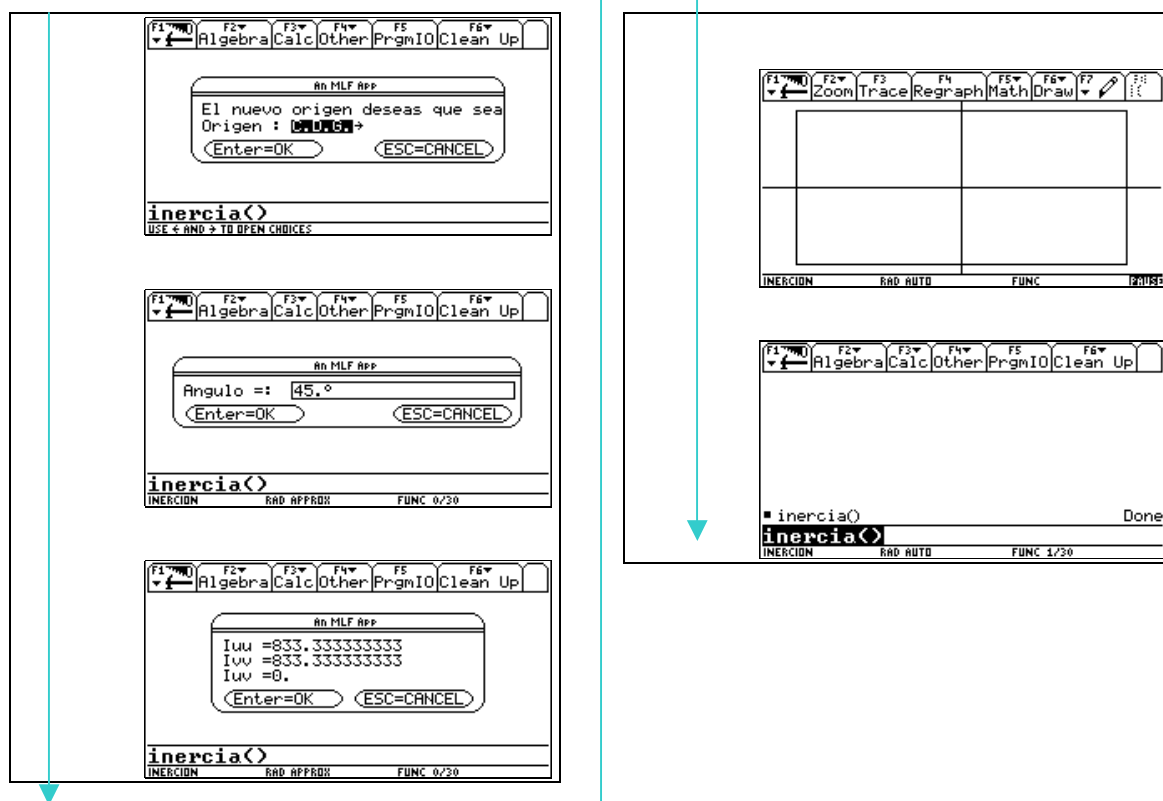 F1 F2 Algebra F3 Calc F4 Other F5 PrgmIO F6 Clean Up
An MLF App
El nuevo origen deseas que sea
Origen : C.D.G.→
Enter=OK ESC=CANCEL
inercia()
USE ← AND → TO OPEN CHOICES
F1 F2 Algebra F3 Calc F4 Other F5 PrgmIO F6 Clean Up
An MLF App
Angulo =: 45.°
Enter=OK ESC=CANCEL
inercia()
INERCION RAD APPROX FUNC 0/30
F1 F2 Algebra F3 Calc F4 Other F5 PrgmIO F6 Clean Up
An MLF App
Iuu =833.333333333
Ivv =833.333333333
Iuv =0.
Enter=OK ESC=CANCEL
inercia()
INERCION RAD APPROX FUNC 0/30
F1 F2 Zoom F3 Trace F4 Regraph F5 Math F6 Draw F7
INERCION RAD AUTO FUNC PAUSE
F1 F2 Algebra F3 Calc F4 Other F5 PrgmIO F6 Clean Up
▪ inercia() Done
inercia()
INERCION RAD AUTO FUNC 1/30